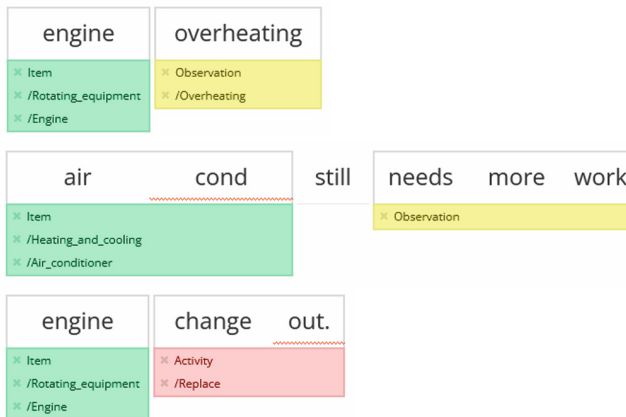 engine overheating
Item Observation
/Rotating_equipment /Overheating
/Engine
air cond still needs more work
Item Observation
/Heating_and_cooling
/Air_conditioner
engine change out.
Item Activity
/Rotating_equipment /Replace
/Engine